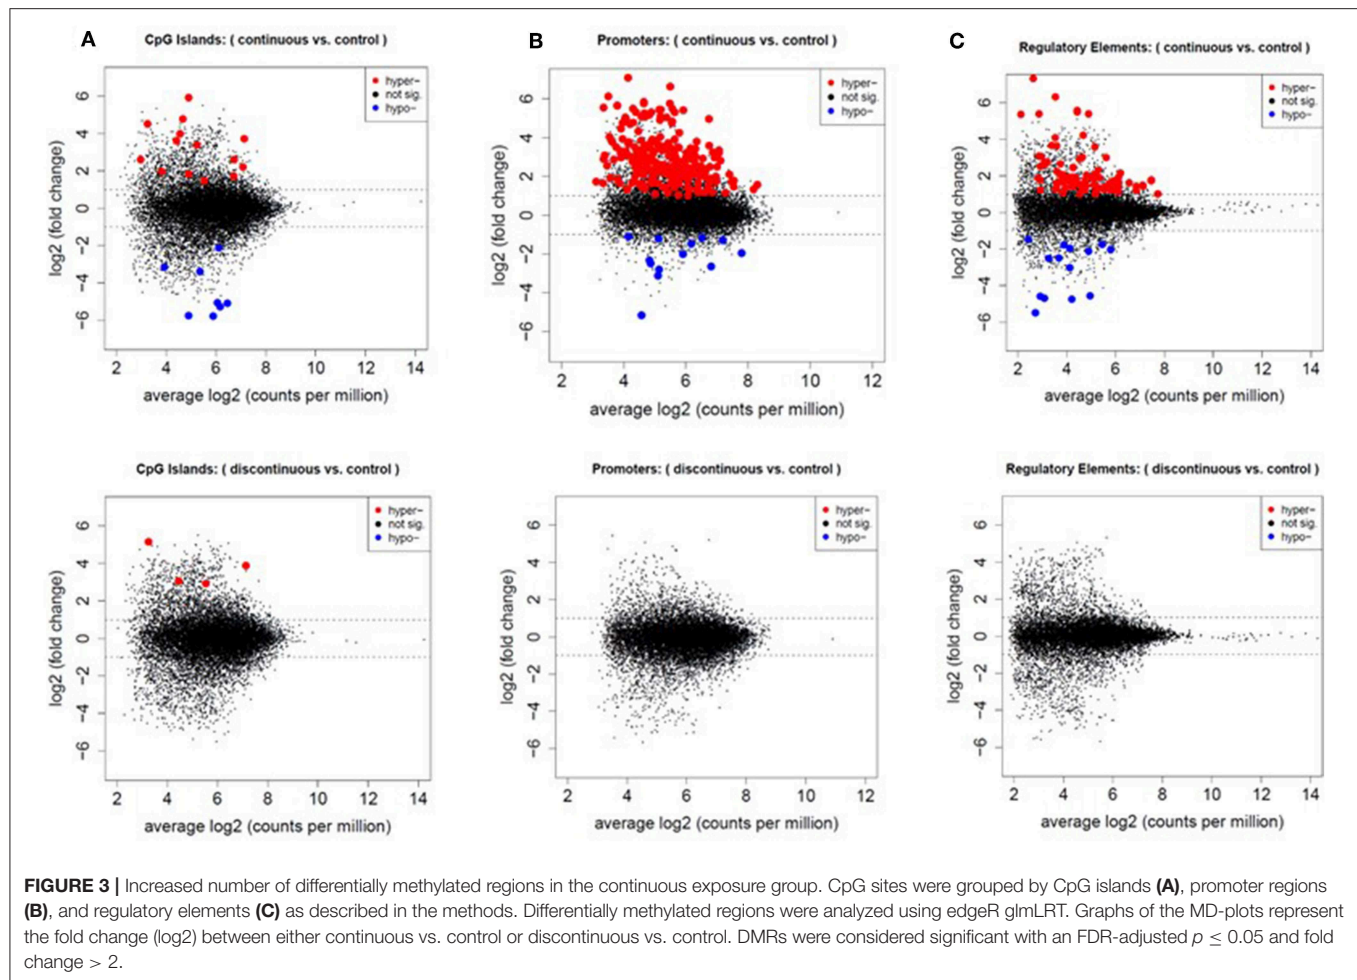 A
CpG Islands: ( continuous vs. control )
hyper-
not sig.
hypo-
log2 (fold change)
6
4
2
0
−2
−4
−6
2 4 6 8 10 12 14
average log2 (counts per million)
B
Promoters: ( continuous vs. control )
hyper-
not sig.
hypo-
log2 (fold change)
6
4
2
0
−2
−4
−6
2 4 6 8 10 12
average log2 (counts per million)
C
Regulatory Elements: ( continuous vs. control )
hyper-
not sig.
hypo-
log2 (fold change)
6
4
2
0
−2
−4
−6
2 4 6 8 10 12 14
average log2 (counts per million)
CpG Islands: ( discontinuous vs. control )
hyper-
not sig.
hypo-
log2 (fold change)
6
4
2
0
−2
−4
−6
2 4 6 8 10 12 14
average log2 (counts per million)
Promoters: ( discontinuous vs. control )
hyper-
not sig.
hypo-
log2 (fold change)
6
4
2
0
−2
−4
−6
2 4 6 8 10 12
average log2 (counts per million)
Regulatory Elements: ( discontinuous vs. control )
hyper-
not sig.
hypo-
log2 (fold change)
6
4
2
0
−2
−4
−6
2 4 6 8 10 12 14
average log2 (counts per million)
FIGURE 3 | Increased number of differentially methylated regions in the continuous exposure group. CpG sites were grouped by CpG islands (A), promoter regions
(B), and regulatory elements (C) as described in the methods. Differentially methylated regions were analyzed using edgeR glmLRT. Graphs of the MD-plots represent
the fold change (log2) between either continuous vs. control or discontinuous vs. control. DMRs were considered significant with an FDR-adjusted p ≤ 0.05 and fold
change > 2.